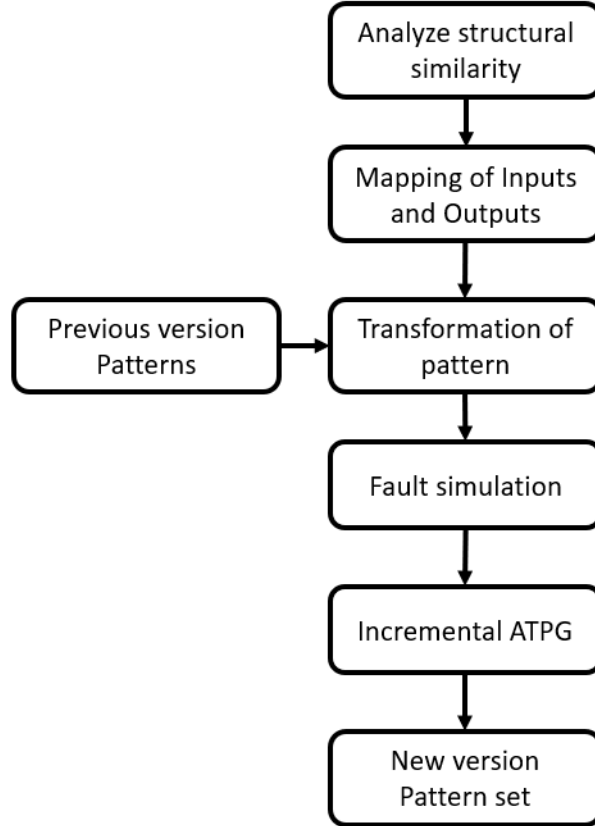 Analyze structural
similarity
Mapping of Inputs
and Outputs
Previous version
Patterns
Transformation of
pattern
Fault simulation
Incremental ATPG
New version
Pattern set